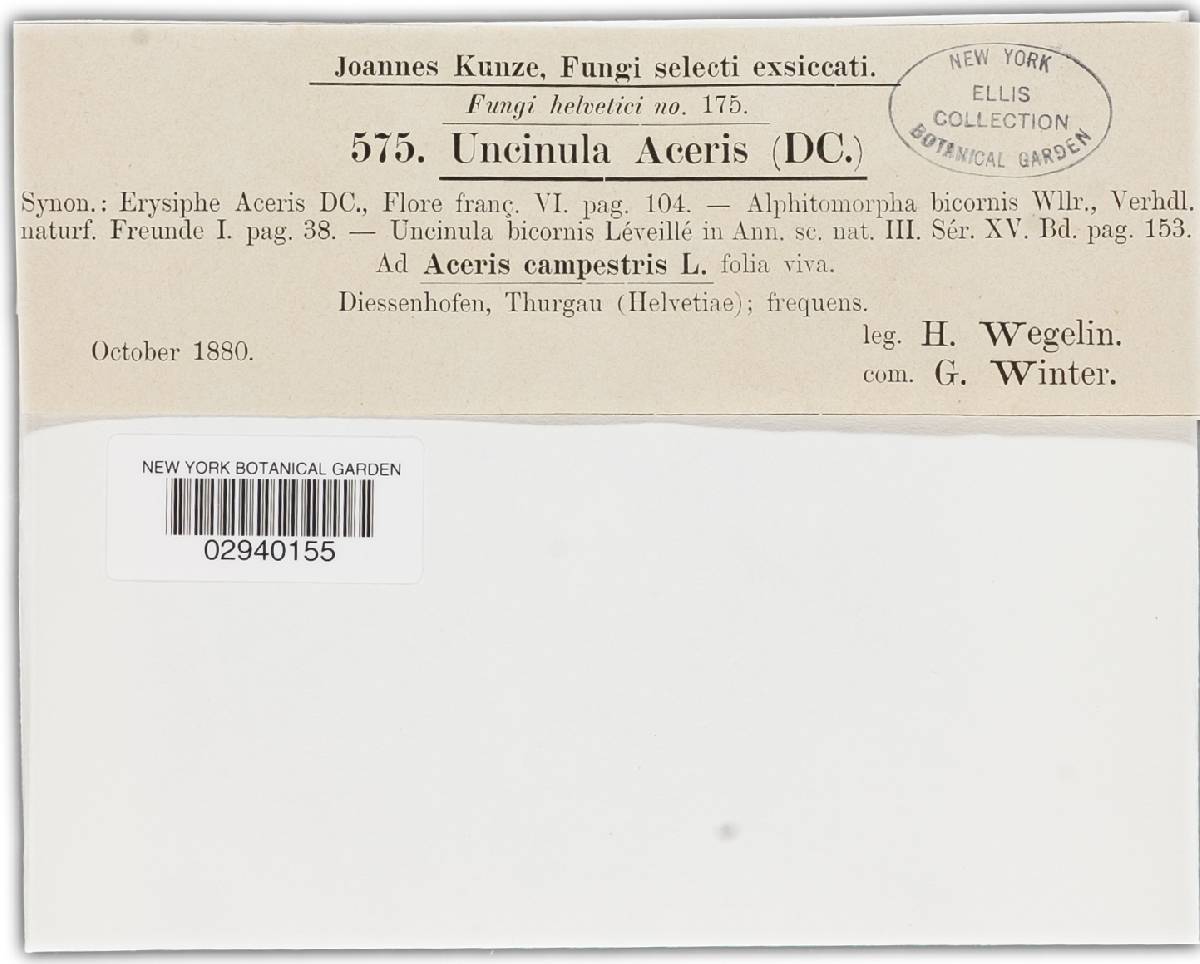 Joannes Kunze, Fungi selecti exsiccati.
Fungi helvetici no. 175.
575. Uncinula Aceris (DC.)
NEW YORK
ELLIS
COLLECTION
BOTANICAL GARDEN
Synon.: Erysiphe Aceris DC., Flore franç. VI. pag. 104. — Alphitomorpha bicornis Wllr., Verhdl.
naturf. Freunde I. pag. 38. — Uncinula bicornis Léveillé in Ann. sc. nat. III. Sér. XV. Bd. pag. 153.
Ad Aceris campestris L. folia viva.
Diessenhofen, Thurgau (Helvetiae); frequens.
October 1880.
leg. H. Wegelin.
com. G. Winter.
NEW YORK BOTANICAL GARDEN
02940155